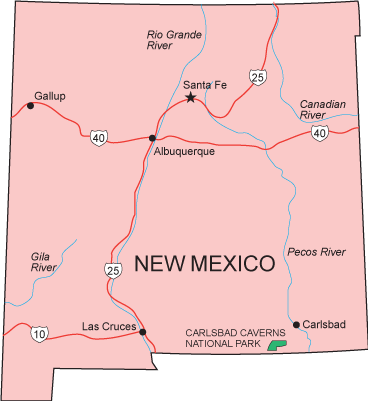 Rio Grande
River
Santa Fe
25
Gallup
Canadian
River
40
40
Albuquerque
Gila
River
Pecos River
25
NEW MEXICO
10
Las Cruces
CARLSBAD CAVERNS
NATIONAL PARK
Carlsbad